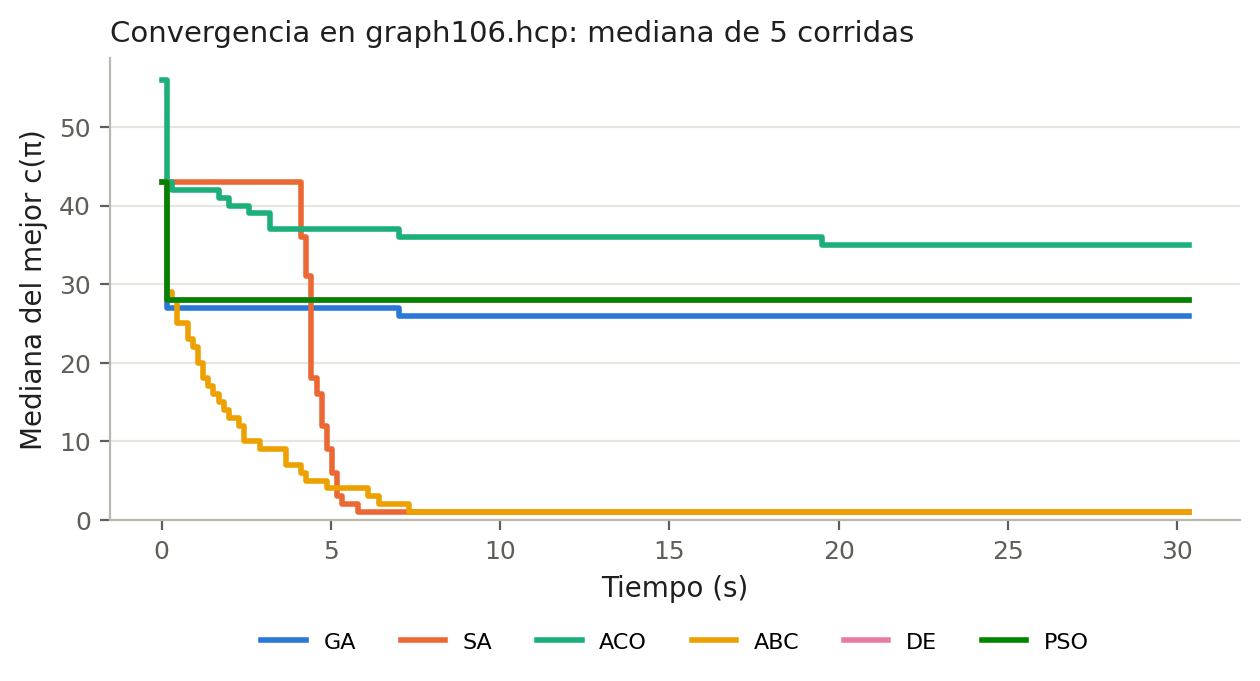 Convergencia en graph106.hcp: mediana de 5 corridas
Mediana del mejor c(π)
50
40
30
20
10
0
0 5 10 15 20 25 30
Tiempo (s)
GA SA ACO ABC DE PSO